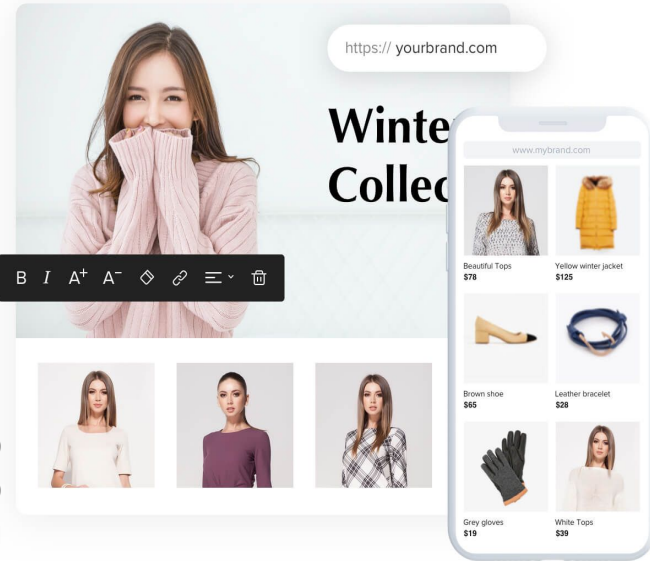 https:// yourbrand.com
Winte
Collec
B I A+ A-
www.mybrand.com
Beautiful Tops
$78
Yellow winter jacket
$125
Brown shoe
$65
Leather bracelet
$28
Grey gloves
$19
White Tops
$39